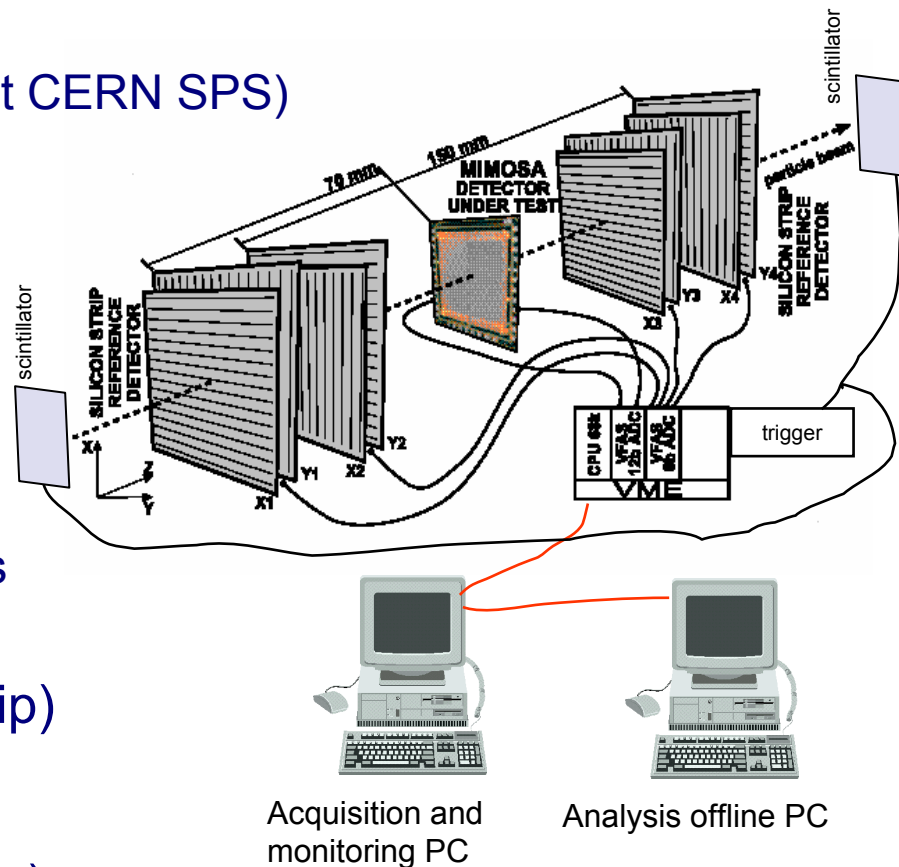 t CERN SPS)
scintillator
190 mm
79 mm
MIMOSA
DETECTOR
UNDER TEST
particle beam
SILICON STRIP
REFERENCE
DETECTOR
Y4
X4
Y3
X3
scintillator
SILICON STRIP
REFERENCE
DETECTOR
X
Z
Y
Y2
X2
Y1
X1
CPU 68k
VFAS
12b ADC
VFAS
8b ADC
VME
trigger
s
ip)
Acquisition and
monitoring PC
Analysis offline PC
)